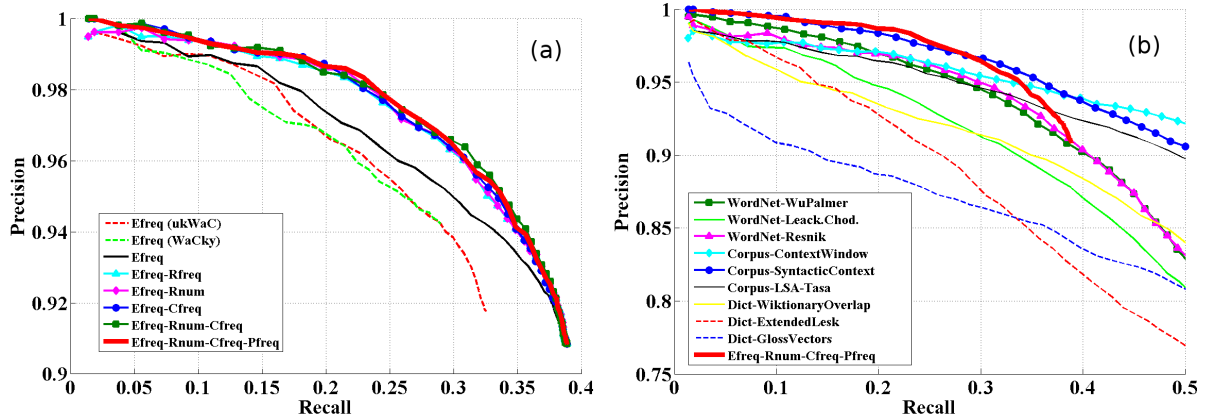 (a)
1
0.98
0.96
0.94
0.92
0.9
Precision
0
0.05
0.1
0.15
0.2
0.25
0.3
0.35
0.4
Recall
Efreq (ukWaC)
Efreq (WaCky)
Efreq
Efreq-Rfreq
Efreq-Rnum
Efreq-Cfreq
Efreq-Rnum-Cfreq
Efreq-Rnum-Cfreq-Pfreq
(b)
1
0.95
0.9
0.85
0.8
0.75
Precision
0
0.1
0.2
0.3
0.4
0.5
Recall
WordNet-WuPalmer
WordNet-Leack.Chod.
WordNet-Resnik
Corpus-ContextWindow
Corpus-SyntacticContext
Corpus-LSA-Tasa
Dict-WiktionaryOverlap
Dict-ExtendedLesk
Dict-GlossVectors
Efreq-Rnum-Cfreq-Pfreq